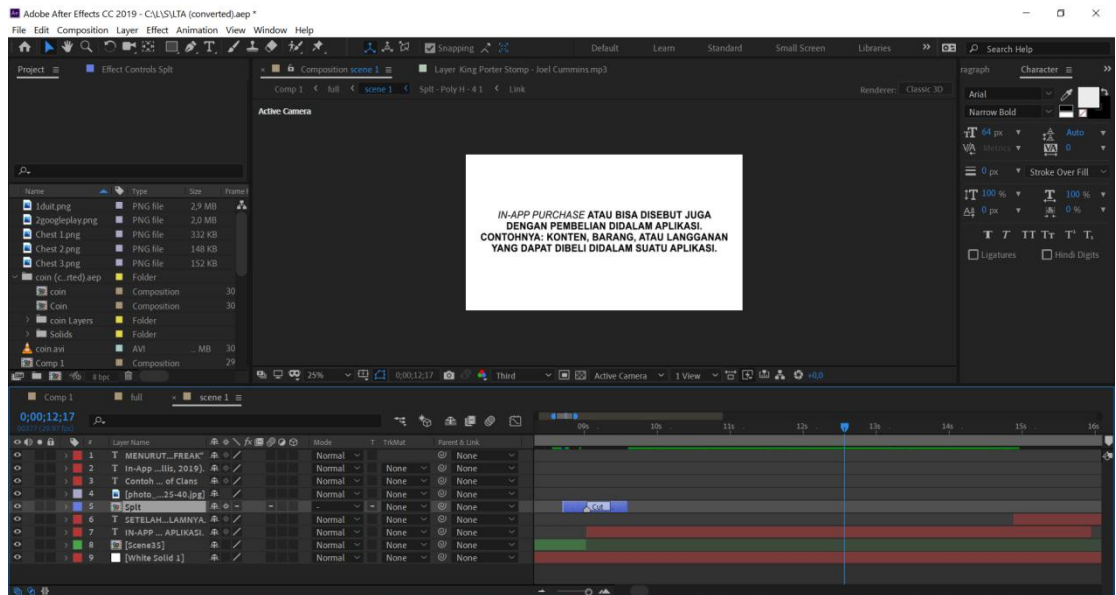 Adobe After Effects CC 2019 - C:\L\S\LTA (converted).aep *
File Edit Composition Layer Effect Animation View Window Help
Snapping Default Learn Standard Small Screen Libraries Search Help
Project Effect Controls Split
Composition scene 1 Layer King Porter Stomp - Joel Cummins.mp3
Comp 1 full scene 1 Split - Poly H - 4 1 Link Renderer: Classic 3D
Active Camera
IN-APP PURCHASE ATAU BISA DISEBUT JUGA
DENGAN PEMBELIAN DIDALAM APLIKASI.
CONTOHNYA: KONTEN, BARANG, ATAU LANGGANAN
YANG DAPAT DIBELI DIDALAM SUATU APLIKASI.
Name Type Size Frame
1duit.png PNG file 2,9 MB
2googleplay.png PNG file 2,0 MB
Chest 1.png PNG file 332 KB
Chest 2.png PNG file 148 KB
Chest 3.png PNG file 152 KB
coin (c...rted).aep Folder
coin Composition 30
Coin Composition 30
coin Layers Folder
Solids Folder
coin.avi AVI ... MB 30
Comp 1 Composition 29
8 bpc
25% 0;00;12;17 Third Active Camera 1 View +0,0
ragraph Character
Arial
Narrow Bold
64 px Auto
Metrics 0
0 px Stroke Over Fill
100 % 100 %
0 px 0 %
T T TT Tr T¹ T₁
Ligatures Hindi Digits
Comp 1 full scene 1
0;00;12;17
00377 (29.97 fps)
09s 10s 11s 12s 13s 14s 15s 16s
# Layer Name Mode T TrkMat Parent & Link
1 T MENURUT...FREAK" Normal None
2 T In-App ...llis, 2019). Normal None None
3 T Contoh ... of Clans Normal None None
4 [photo_...25-40.jpg] Normal None None
5 Split - None None Cut
6 T SETELAH...LAMNYA. Normal None None
7 T IN-APP ... APLIKASI. Normal None None
8 [Scene35] Normal None None
9 [White Solid 1] Normal None None